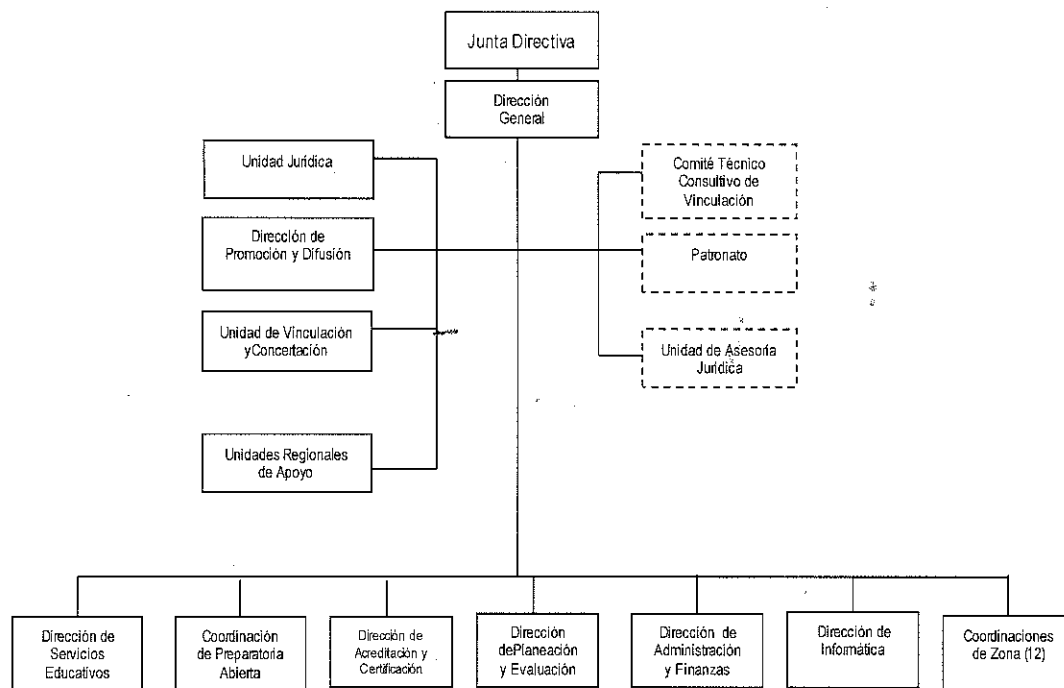 Junta Directiva
Dirección
General
Unidad Jurídica
Comité Técnico
Consultivo de
Vinculación
Dirección de
Promoción y Difusión
Patronato
Unidad de Vinculación
yConcertación
Unidad de Asesoría
Jurídica
Unidades Regionales
de Apoyo
Dirección de
Servicios
Educativos
Coordinación
de Preparatoria
Abierta
Dirección de
Acreditación y
Certificación
Dirección
dePlaneación
y Evaluación
Dirección de
Administración
y Finanzas
Dirección de
Informática
Coordinaciones
de Zona (12)